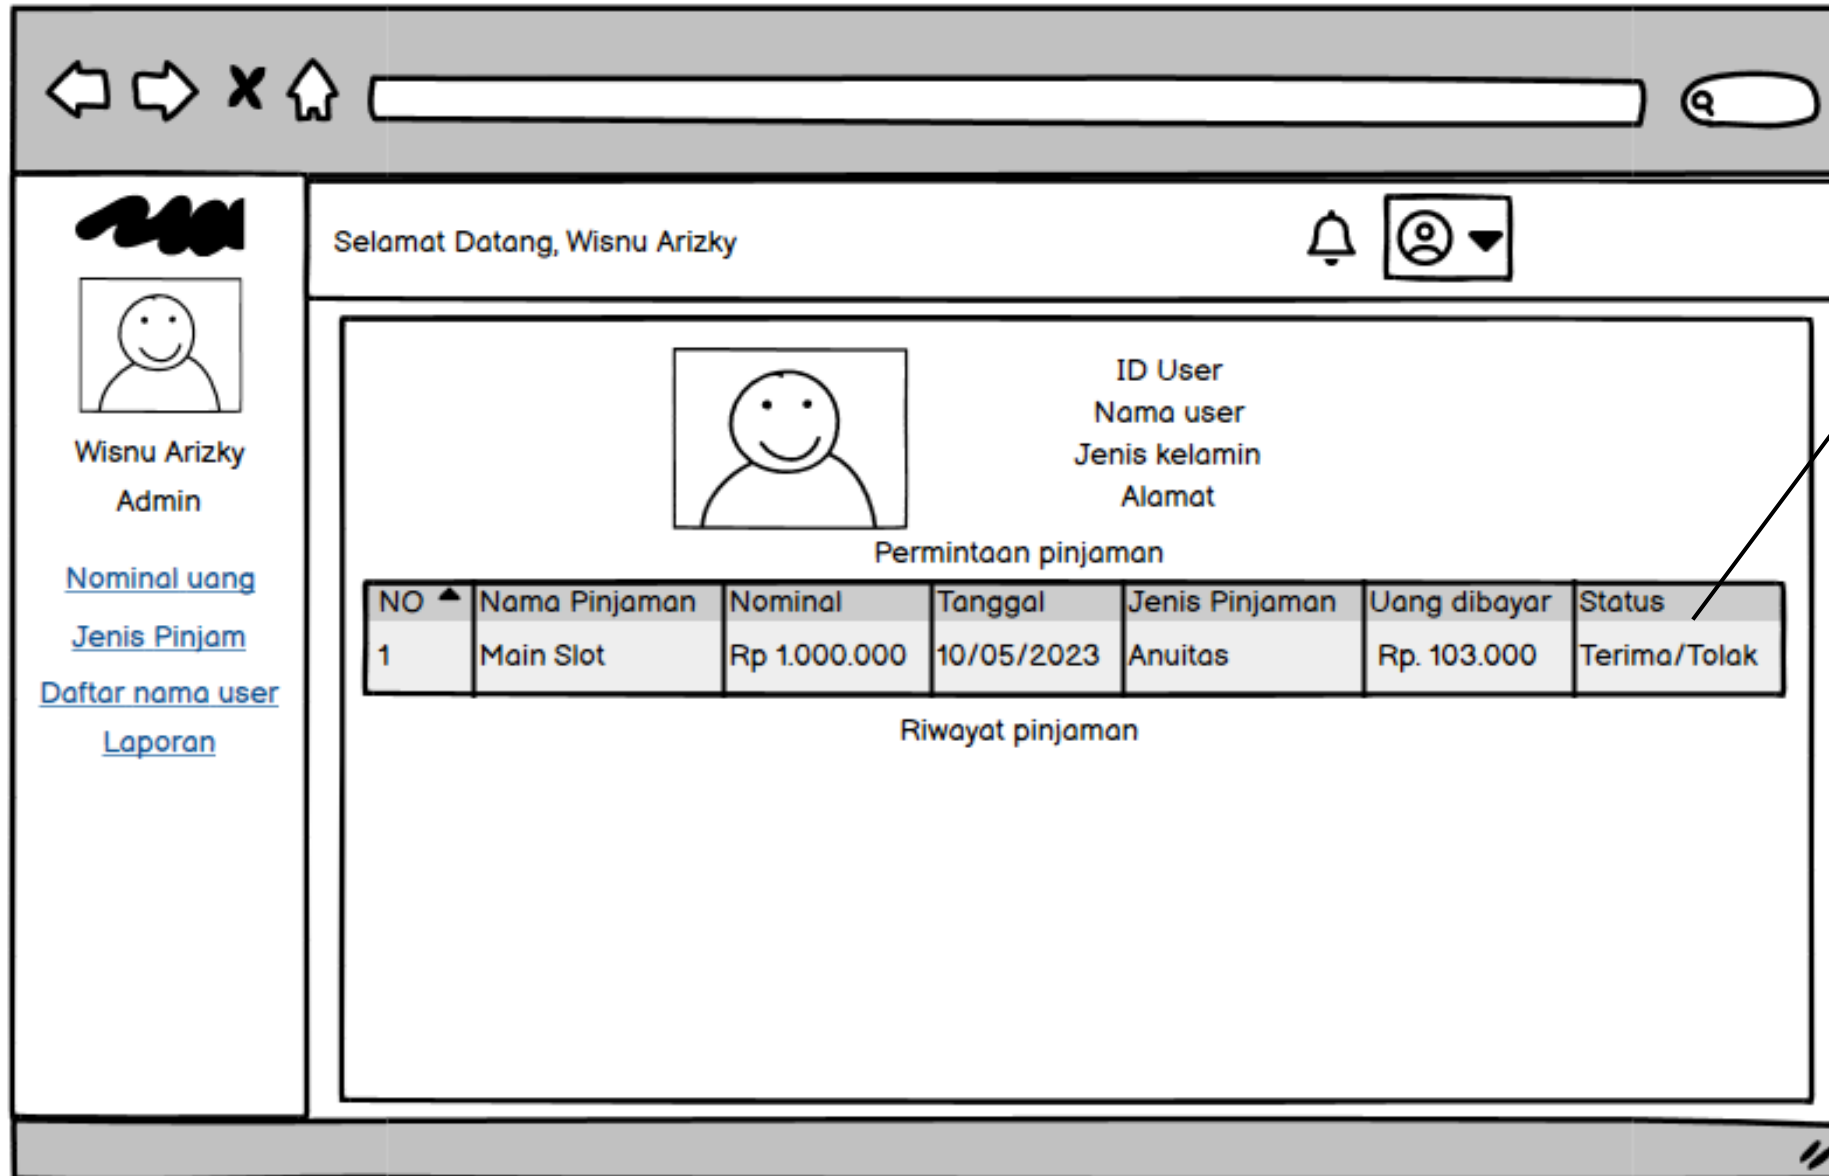 Selamat Datang, Wisnu Arizky
Wisnu Arizky
Admin
Nominal uang
Jenis Pinjam
Daftar nama user
Laporan
ID User
Nama user
Jenis kelamin
Alamat
Permintaan pinjaman
NO Nama Pinjaman Nominal Tanggal Jenis Pinjaman Uang dibayar Status
1 Main Slot Rp 1.000.000 10/05/2023 Anuitas Rp. 103.000 Terima/Tolak
Riwayat pinjaman